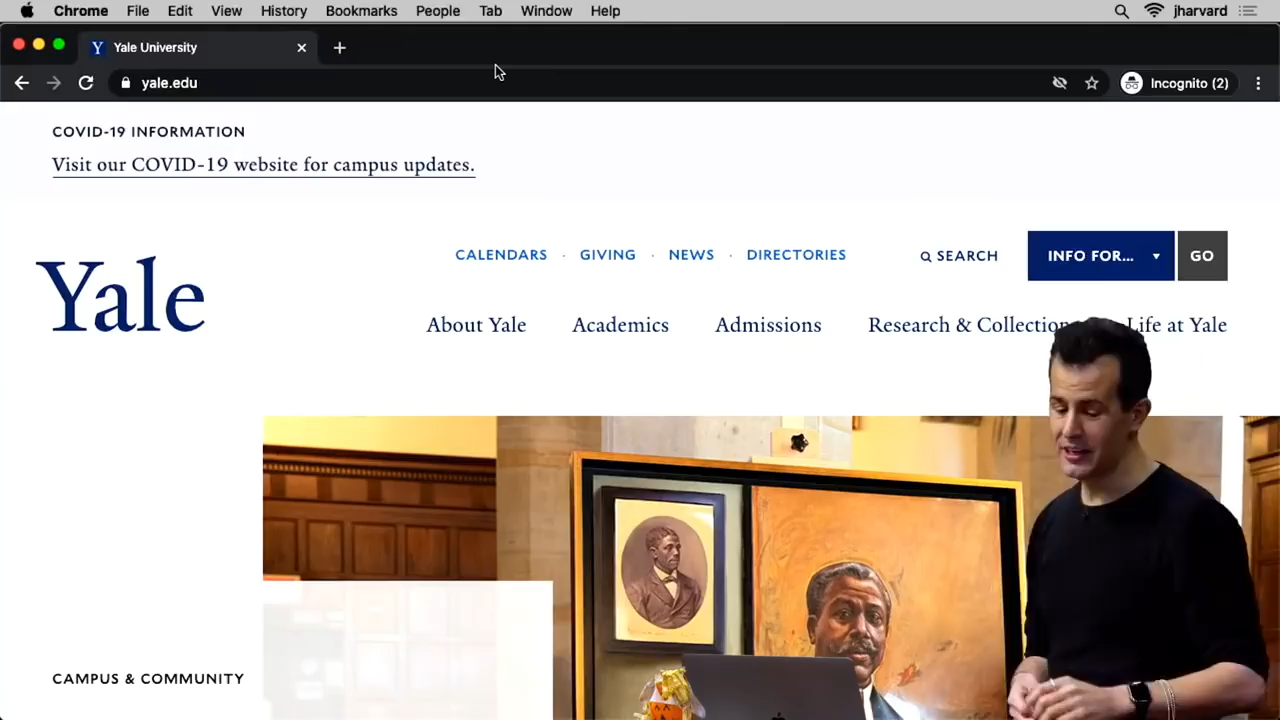 Chrome File Edit View History Bookmarks People Tab Window Help jharvard
Y Yale University
yale.edu Incognito (2)
COVID-19 INFORMATION
Visit our COVID-19 website for campus updates.
CALENDARS · GIVING · NEWS · DIRECTORIES SEARCH INFO FOR... GO
Yale
About Yale Academics Admissions Research & Collection Life at Yale
CAMPUS & COMMUNITY